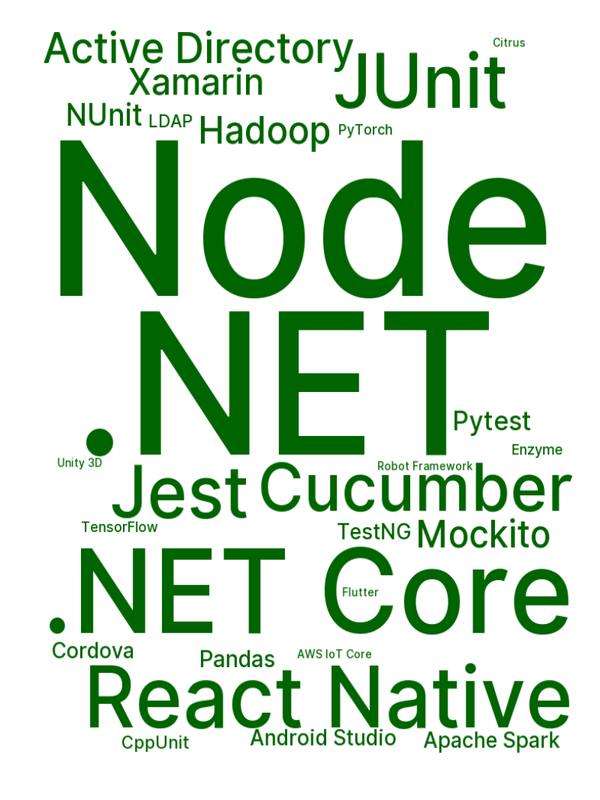 Citrus
Active Directory
JUnit
Xamarin
NUnit
LDAP
Hadoop
PyTorch
Node
.NET
Pytest
Enzyme
Unity 3D
Robot Framework
Jest
Cucumber
TensorFlow
TestNG
Mockito
.NET Core
Flutter
Cordova
Pandas
AWS IoT Core
React Native
CppUnit
Android Studio
Apache Spark